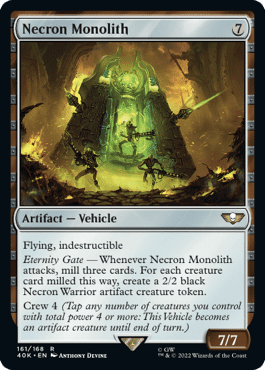 Necron Monolith 7
Artifact — Vehicle
Flying, indestructible
Eternity Gate — Whenever Necron Monolith
attacks, mill three cards. For each creature
card milled this way, create a 2/2 black
Necron Warrior artifact creature token.
Crew 4 (Tap any number of creatures you
control with total power 4 or more: This Vehicle becomes
an artifact creature until end of turn.)
7/7
161/168 R
40K • EN ANTHONY DEVINE
© GW
™ & © 2022 Wizards of the Coast